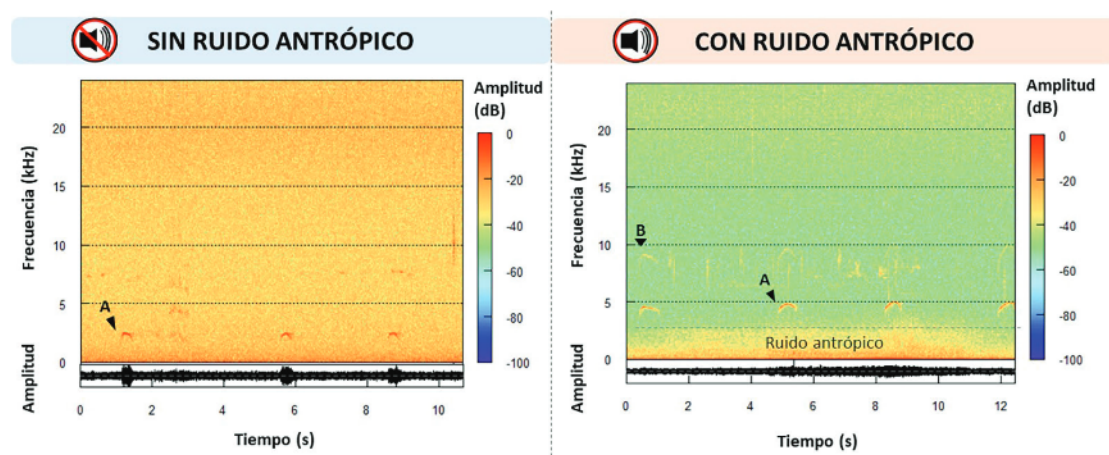 SIN RUIDO ANTRÓPICO
Amplitud
(dB)
0
-20
-40
-60
-80
-100
Frecuencia (kHz)
20
15
10
5
0
A
Amplitud
0 2 4 6 8 10
Tiempo (s)
CON RUIDO ANTRÓPICO
Amplitud
(dB)
0
-20
-40
-60
-80
-100
Frecuencia (kHz)
20
15
10
5
0
B
A
Ruido antrópico
Amplitud
0 2 4 6 8 10 12
Tiempo (s)